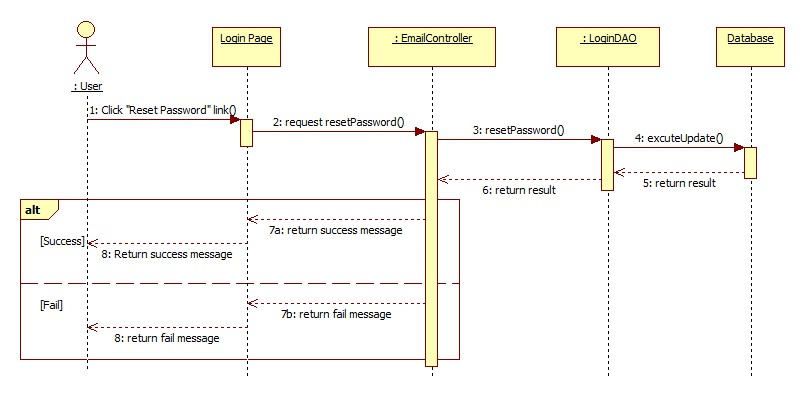 Login Page
: EmailController
: LoginDAO
Database
: User
1: Click "Reset Password" link()
2: request resetPassword()
3: resetPassword()
4: excuteUpdate()
5: return result
6: return result
alt
7a: return success message
[Success]
8: Return success message
[Fail]
7b: return fail message
8: return fail message